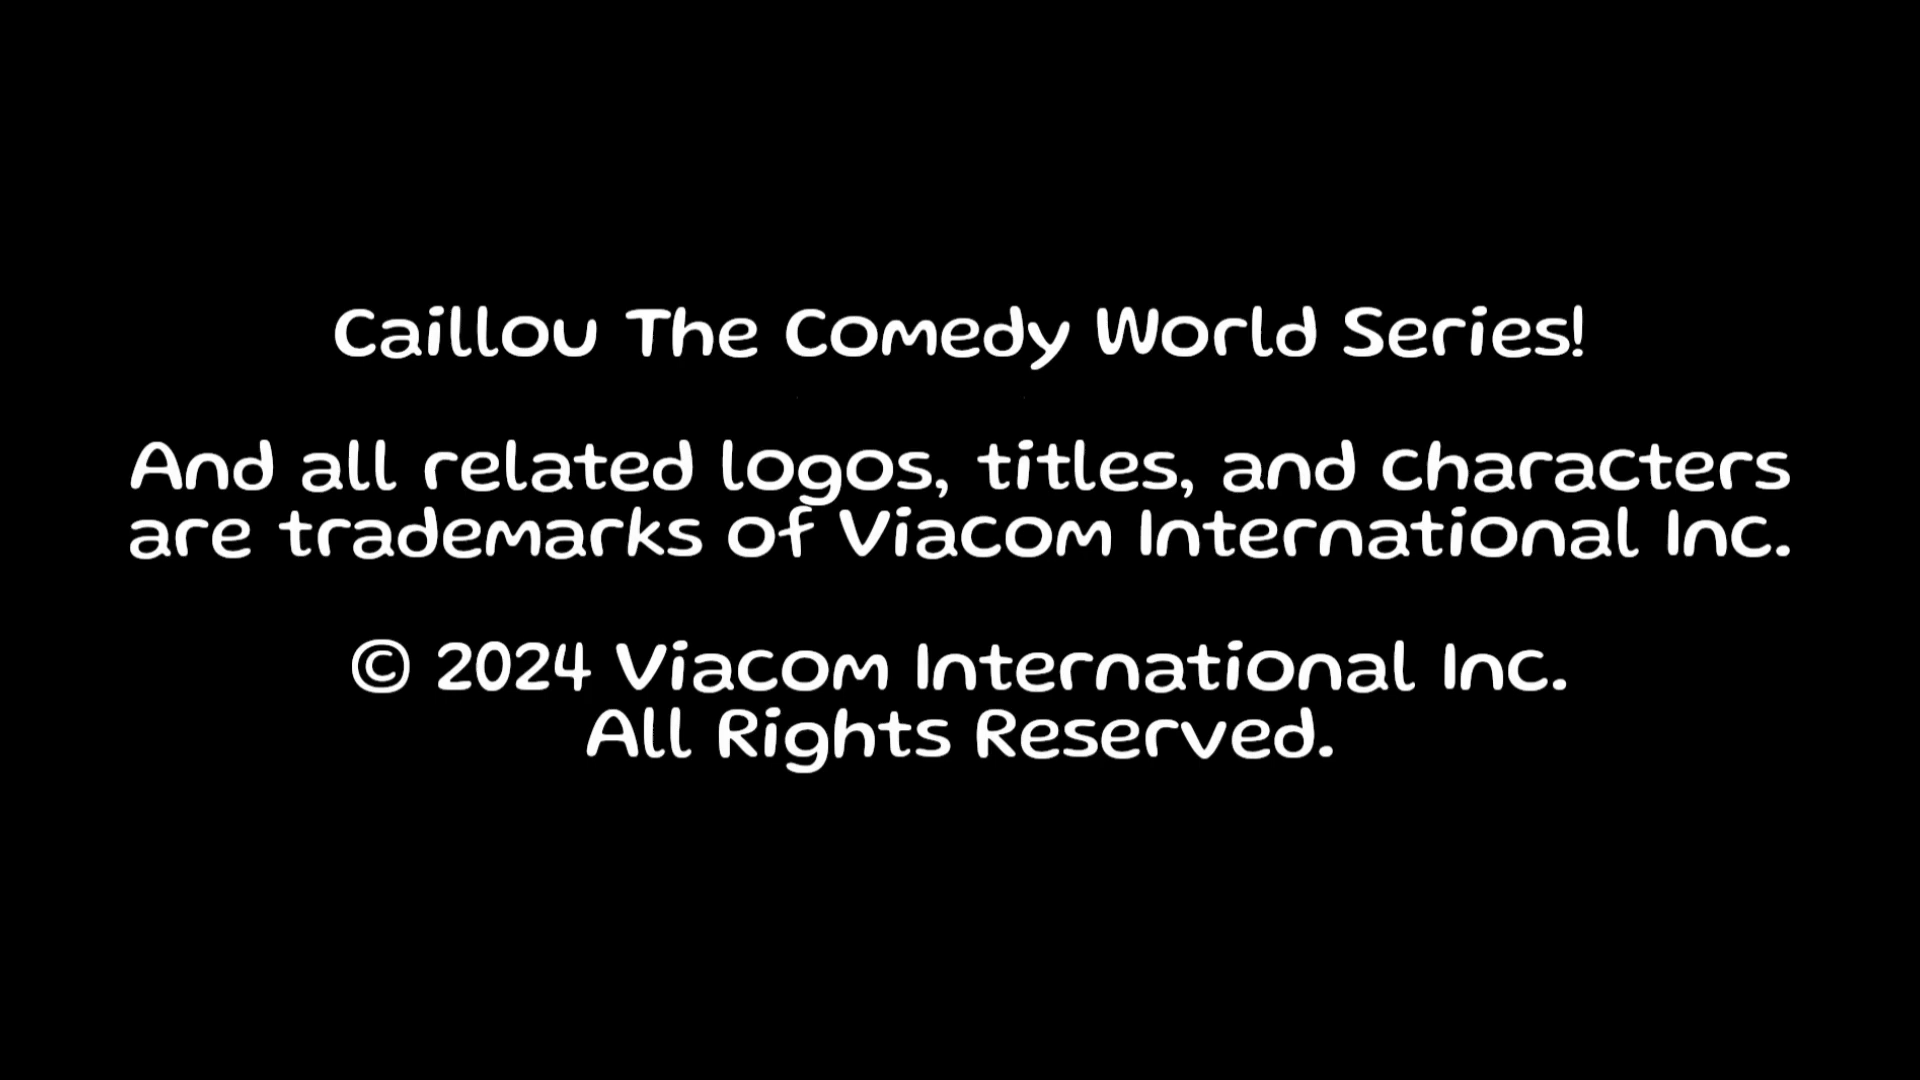 Caillou The Comedy World Series!
And all related logos, titles, and characters
are trademarks of Viacom International Inc.
© 2024 Viacom International Inc.
All Rights Reserved.